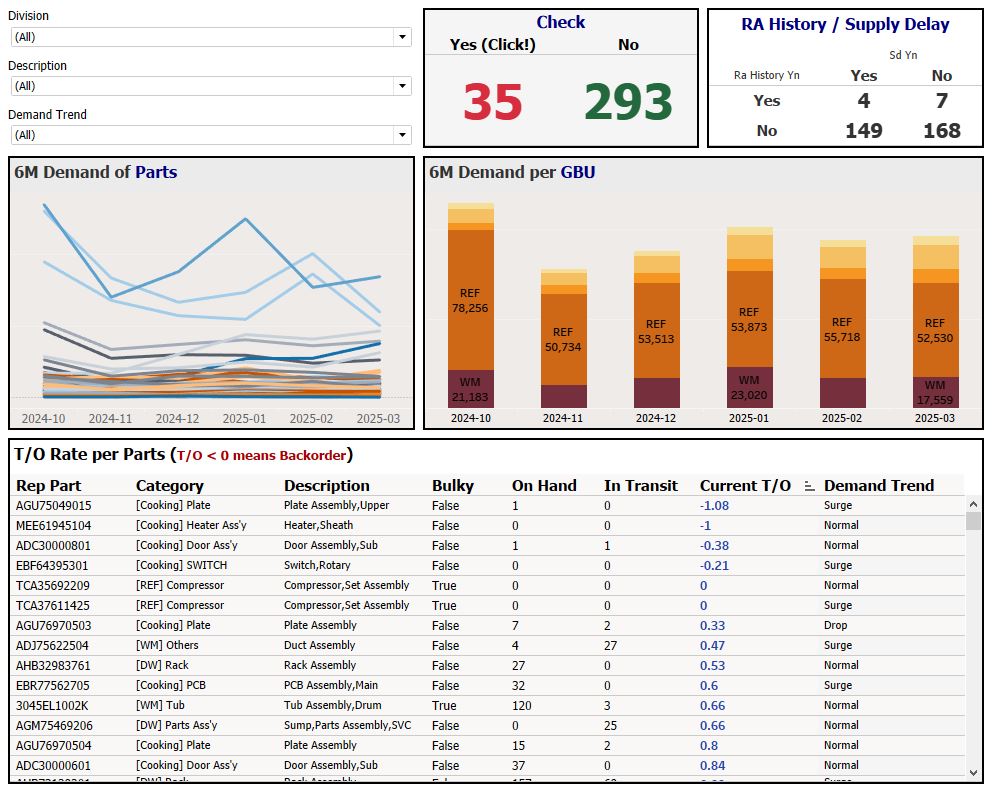 Division
(All)
Description
(All)
Demand Trend
(All)
Check
Yes (Click!) No
35 293
RA History / Supply Delay
Sd Yn
Ra History Yn Yes No
Yes 4 7
No 149 168
6M Demand of Parts
2024-10 2024-11 2024-12 2025-01 2025-02 2025-03
6M Demand per GBU
REF
78,256
WM
21,183
REF
50,734
REF
53,513
REF
53,873
WM
23,020
REF
55,718
REF
52,530
WM
17,559
2024-10 2024-11 2024-12 2025-01 2025-02 2025-03
T/O Rate per Parts (T/O < 0 means Backorder)
Rep Part Category Description Bulky On Hand In Transit Current T/O Demand Trend
AGU75049015 [Cooking] Plate Plate Assembly,Upper False 1 0 -1.08 Surge
MEE61945104 [Cooking] Heater Ass'y Heater,Sheath False 0 0 -1 Normal
ADC30000801 [Cooking] Door Ass'y Door Assembly,Sub False 1 1 -0.38 Normal
EBF64395301 [Cooking] SWITCH Switch,Rotary False 0 0 -0.21 Surge
TCA35692209 [REF] Compressor Compressor,Set Assembly True 0 0 0 Normal
TCA37611425 [REF] Compressor Compressor,Set Assembly True 0 0 0 Surge
AGU76970503 [Cooking] Plate Plate Assembly False 7 2 0.33 Drop
ADJ75622504 [WM] Others Duct Assembly False 4 27 0.47 Surge
AHB32983761 [DW] Rack Rack Assembly False 27 0 0.53 Normal
EBR77562705 [Cooking] PCB PCB Assembly,Main False 32 0 0.6 Surge
3045EL1002K [WM] Tub Tub Assembly,Drum True 120 3 0.66 Normal
AGM75469206 [DW] Parts Ass'y Sump,Parts Assembly,SVC False 0 25 0.66 Normal
AGU76970504 [Cooking] Plate Plate Assembly False 15 2 0.8 Normal
ADC30000601 [Cooking] Door Ass'y Door Assembly,Sub False 37 0 0.84 Normal